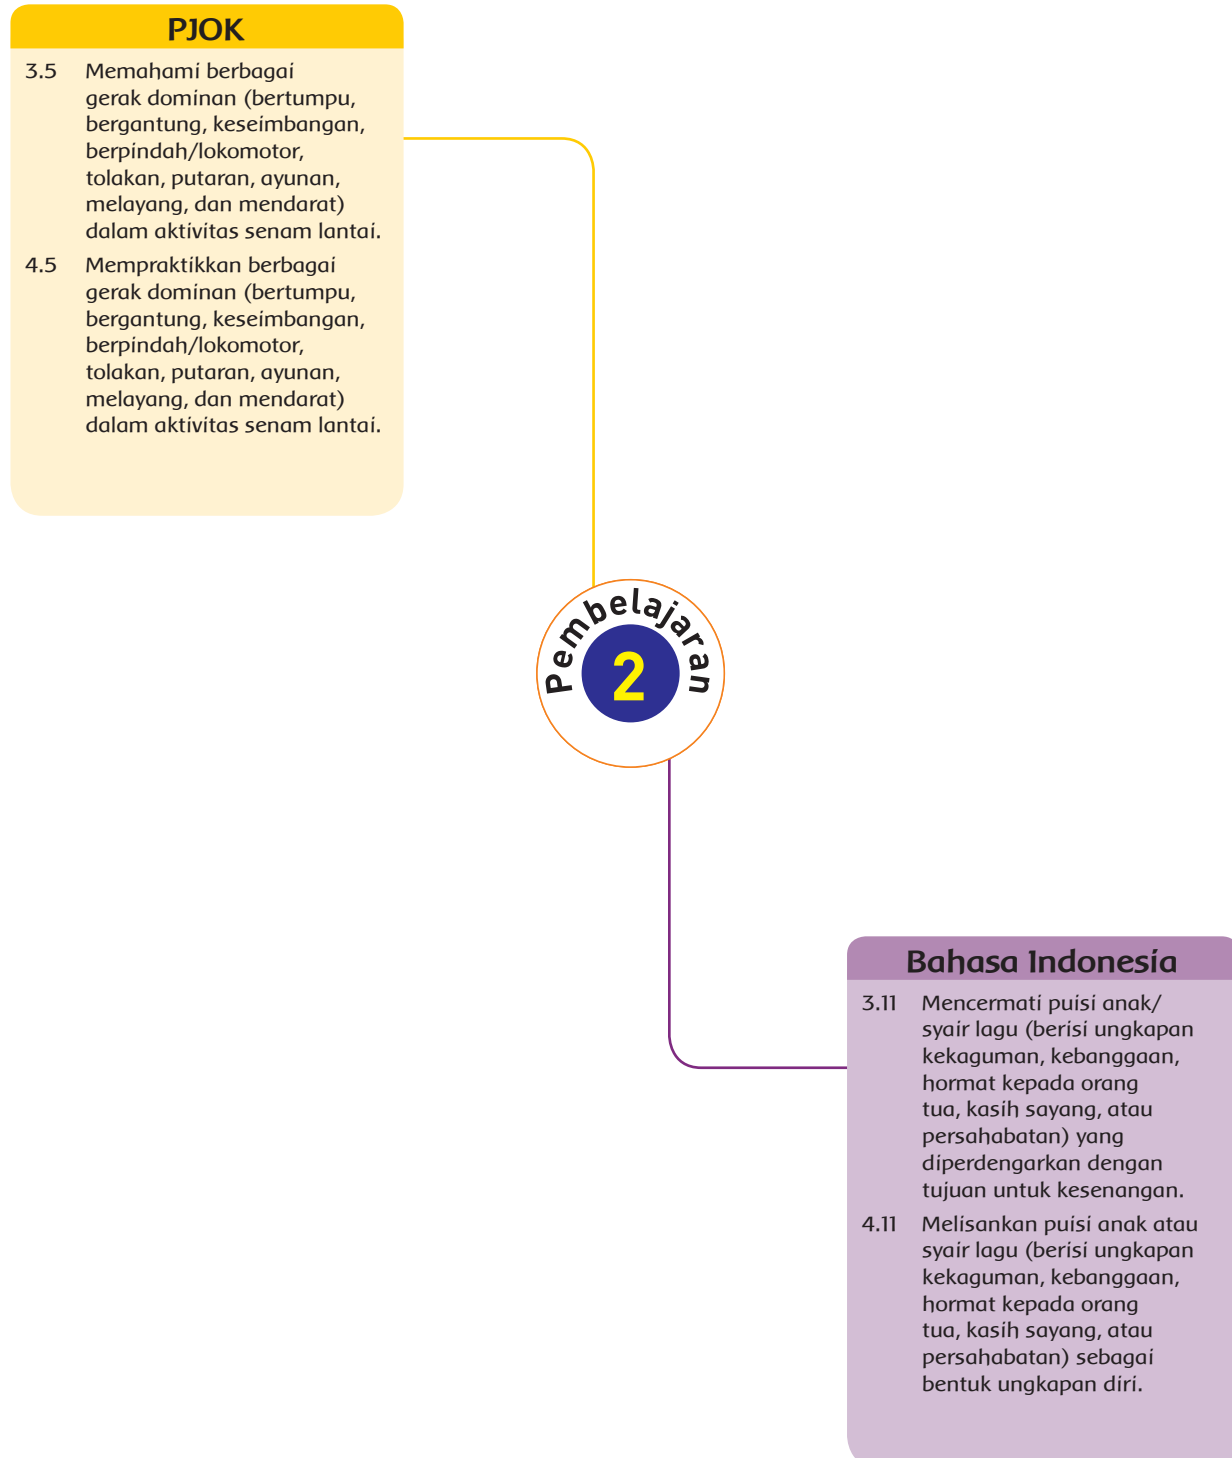 PJOK
3.5 Memahami berbagai
gerak dominan (bertumpu,
bergantung, keseimbangan,
berpindah/lokomotor,
tolakan, putaran, ayunan,
melayang, dan mendarat)
dalam aktivitas senam lantai.
4.5 Mempraktikkan berbagai
gerak dominan (bertumpu,
bergantung, keseimbangan,
berpindah/lokomotor,
tolakan, putaran, ayunan,
melayang, dan mendarat)
dalam aktivitas senam lantai.
Pembelajaran
2
Bahasa Indonesia
3.11 Mencermati puisi anak/
syair lagu (berisi ungkapan
kekaguman, kebanggaan,
hormat kepada orang
tua, kasih sayang, atau
persahabatan) yang
diperdengarkan dengan
tujuan untuk kesenangan.
4.11 Melisankan puisi anak atau
syair lagu (berisi ungkapan
kekaguman, kebanggaan,
hormat kepada orang
tua, kasih sayang, atau
persahabatan) sebagai
bentuk ungkapan diri.